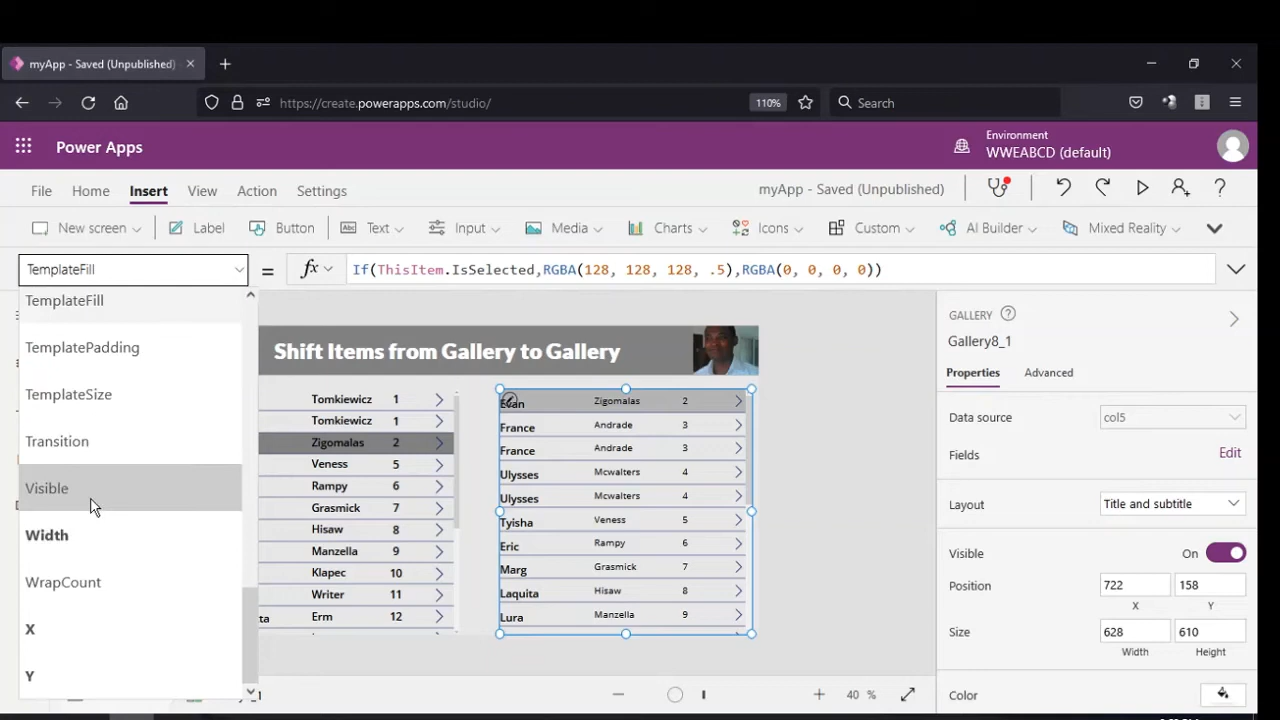 myApp - Saved (Unpublished)
https://create.powerapps.com/studio/
110%
Search
Power Apps
Environment
WWEABCD (default)
File Home Insert View Action Settings
myApp - Saved (Unpublished)
New screen Label Button Text Input Media Charts Icons Custom AI Builder Mixed Reality
TemplateFill = fx If(ThisItem.IsSelected,RGBA(128, 128, 128, .5),RGBA(0, 0, 0, 0))
TemplateFill
TemplatePadding
TemplateSize
Transition
Visible
Width
WrapCount
X
Y
Shift Items from Gallery to Gallery
Tomkiewicz 1
Tomkiewicz 1
Zigomalas 2
Veness 5
Rampy 6
Grasmick 7
Hisaw 8
Manzella 9
Klapec 10
Writer 11
ta Erm 12
Evan Zigomalas 2
France Andrade 3
France Andrade 3
Ulysses Mcwalters 4
Ulysses Mcwalters 4
Tyisha Veness 5
Eric Rampy 6
Marg Grasmick 7
Laquita Hisaw 8
Lura Manzella 9
GALLERY
Gallery8_1
Properties Advanced
Data source col5
Fields Edit
Layout Title and subtitle
Visible On
Position 722 158
X Y
Size 628 610
Width Height
Color
40 %